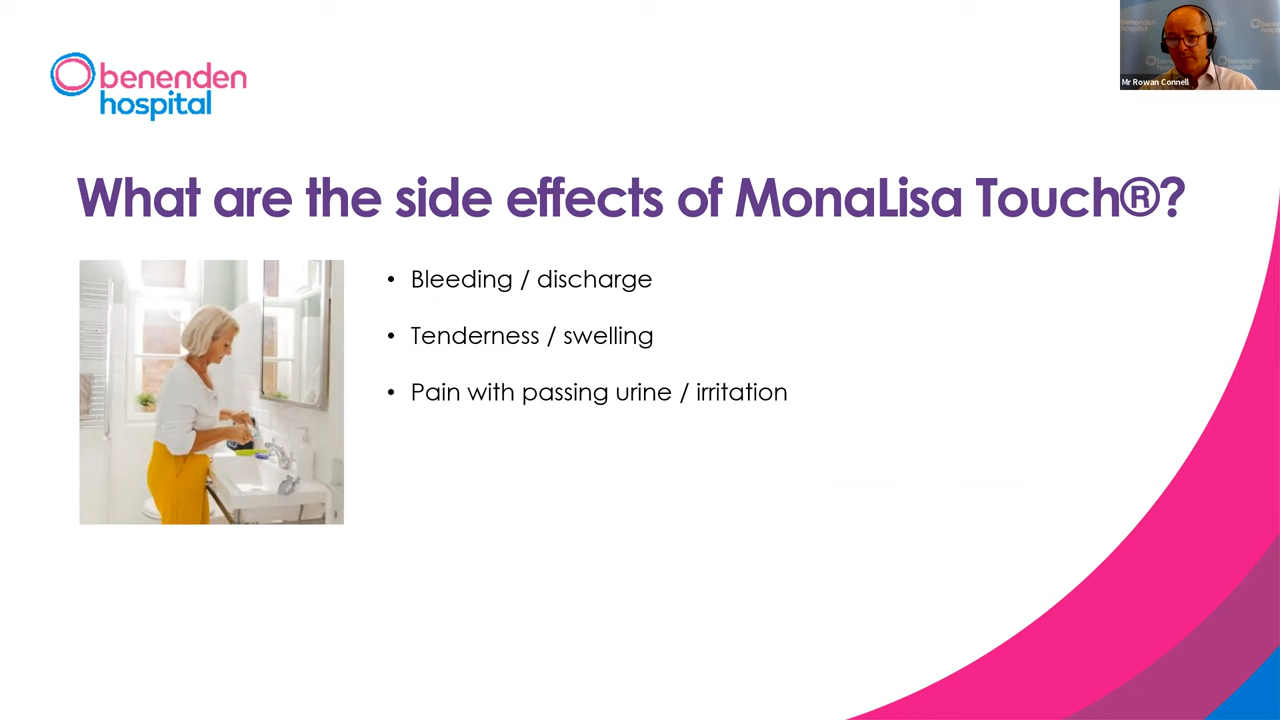 benenden
hospital
Mr Rowan Connell
What are the side effects of MonaLisa Touch®?
• Bleeding / discharge
• Tenderness / swelling
• Pain with passing urine / irritation